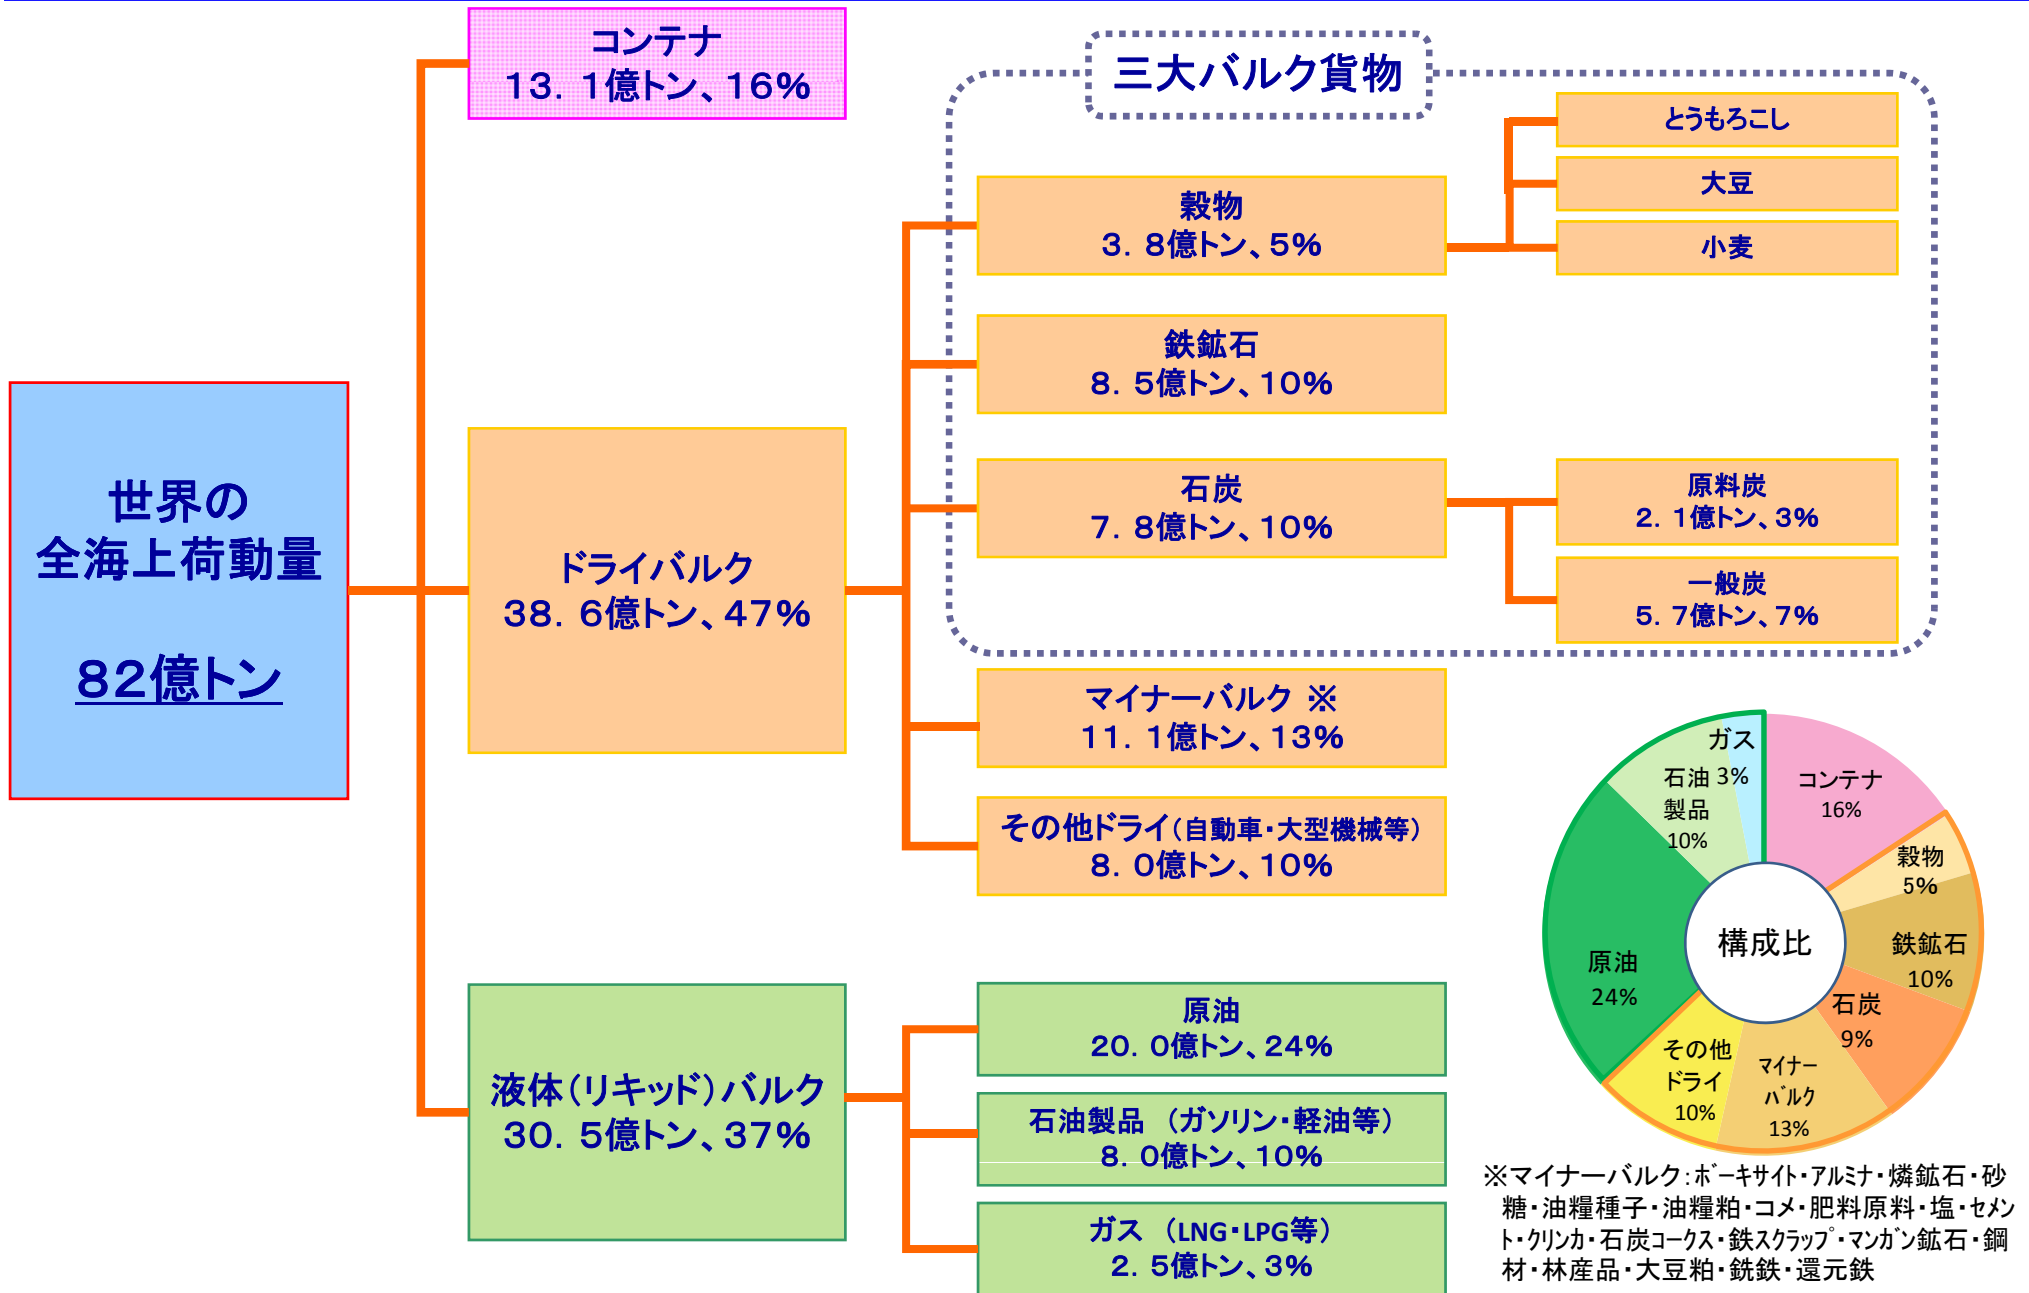 コンテナ
13．1億トン、16%
三大バルク貨物
とうもろこし
大豆
小麦
穀物
3．8億トン、5%
鉄鉱石
8．5億トン、10%
石炭
7．8億トン、10%
原料炭
2．1億トン、3%
一般炭
5．7億トン、7%
世界の
全海上荷動量
82億トン
ドライバルク
38．6億トン、47%
マイナーバルク ※
11．1億トン、13%
その他ドライ（自動車・大型機械等）
8．0億トン、10%
液体（リキッド）バルク
30．5億トン、37%
原油
20．0億トン、24%
石油製品 （ガソリン・軽油等）
8．0億トン、10%
ガス （LNG・LPG等）
2．5億トン、3%
構成比
コンテナ
16%
穀物
5%
鉄鉱石
10%
石炭
9%
マイナー
バルク
13%
その他
ドライ
10%
原油
24%
石油
製品
10%
ガス
3%
※マイナーバルク：ボーキサイト・アルミナ・燐鉱石・砂
糖・油糧種子・油糧粕・コメ・肥料原料・塩・セメン
ト・クリンカ・石炭コークス・鉄スクラップ・マンガン鉱石・鋼
材・林産品・大豆粕・銑鉄・還元鉄